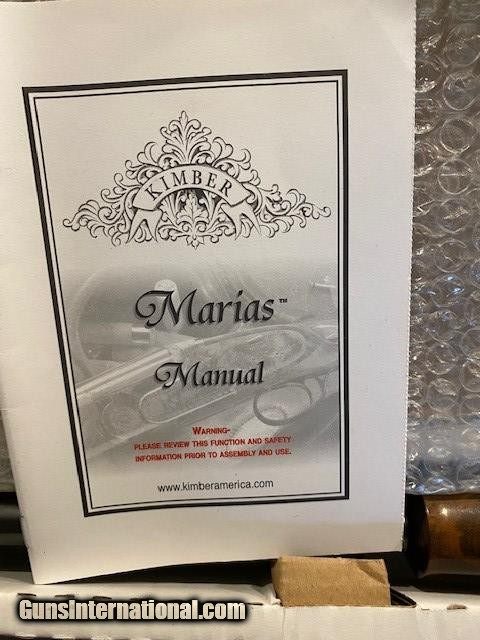 KIMBER
Marias™
Manual
WARNING-
PLEASE REVIEW THIS FUNCTION AND SAFETY
INFORMATION PRIOR TO ASSEMBLY AND USE.
www.kimberamerica.com
GunsInternational.com